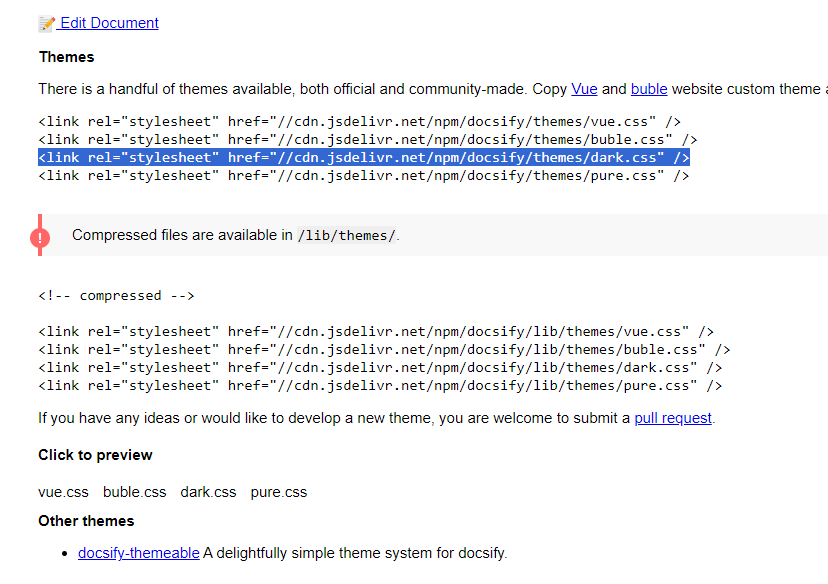 Edit Document
Themes
There is a handful of themes available, both official and community-made. Copy Vue and buble website custom theme
<link rel="stylesheet" href="//cdn.jsdelivr.net/npm/docsify/themes/vue.css" />
<link rel="stylesheet" href="//cdn.jsdelivr.net/npm/docsify/themes/buble.css" />
<link rel="stylesheet" href="//cdn.jsdelivr.net/npm/docsify/themes/dark.css" />
<link rel="stylesheet" href="//cdn.jsdelivr.net/npm/docsify/themes/pure.css" />
! Compressed files are available in /lib/themes/.
<!-- compressed -->
<link rel="stylesheet" href="//cdn.jsdelivr.net/npm/docsify/lib/themes/vue.css" />
<link rel="stylesheet" href="//cdn.jsdelivr.net/npm/docsify/lib/themes/buble.css" />
<link rel="stylesheet" href="//cdn.jsdelivr.net/npm/docsify/lib/themes/dark.css" />
<link rel="stylesheet" href="//cdn.jsdelivr.net/npm/docsify/lib/themes/pure.css" />
If you have any ideas or would like to develop a new theme, you are welcome to submit a pull request.
Click to preview
vue.css buble.css dark.css pure.css
Other themes
• docsify-themeable A delightfully simple theme system for docsify.